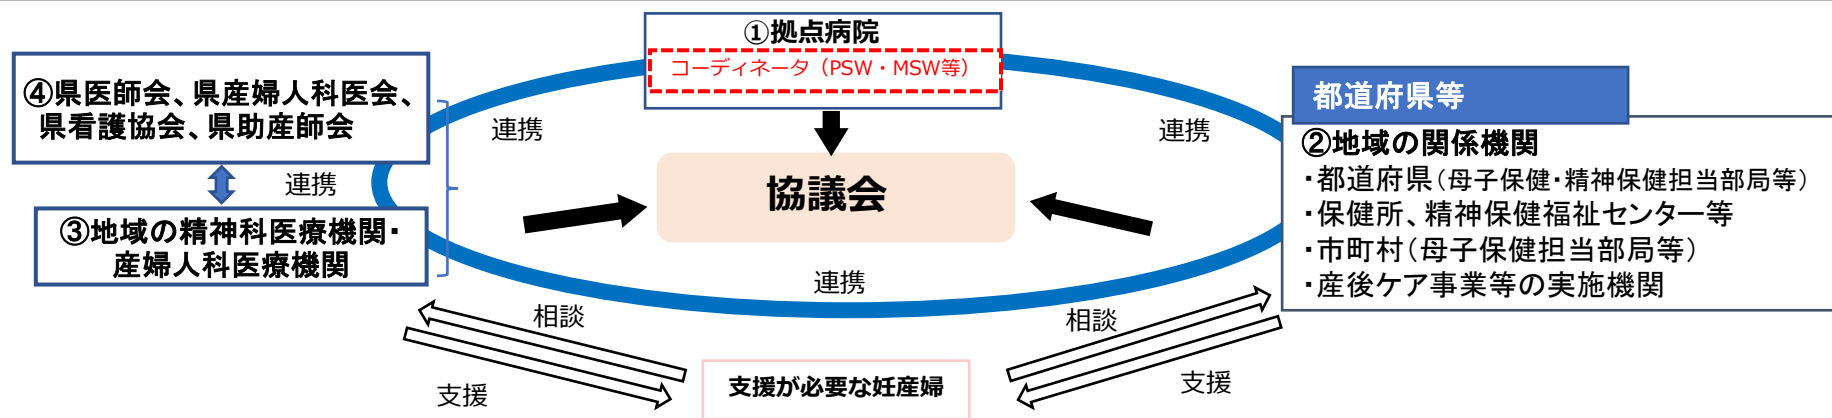 ①拠点病院
コーディネータ（PSW・MSW等）
④県医師会、県産婦人科医会、
県看護協会、県助産師会
連携
③地域の精神科医療機関・
産婦人科医療機関
連携
連携
協議会
連携
都道府県等
②地域の関係機関
・都道府県（母子保健・精神保健担当部局等）
・保健所、精神保健福祉センター等
・市町村（母子保健担当部局等）
・産後ケア事業等の実施機関
相談
支援
支援が必要な妊産婦
相談
支援